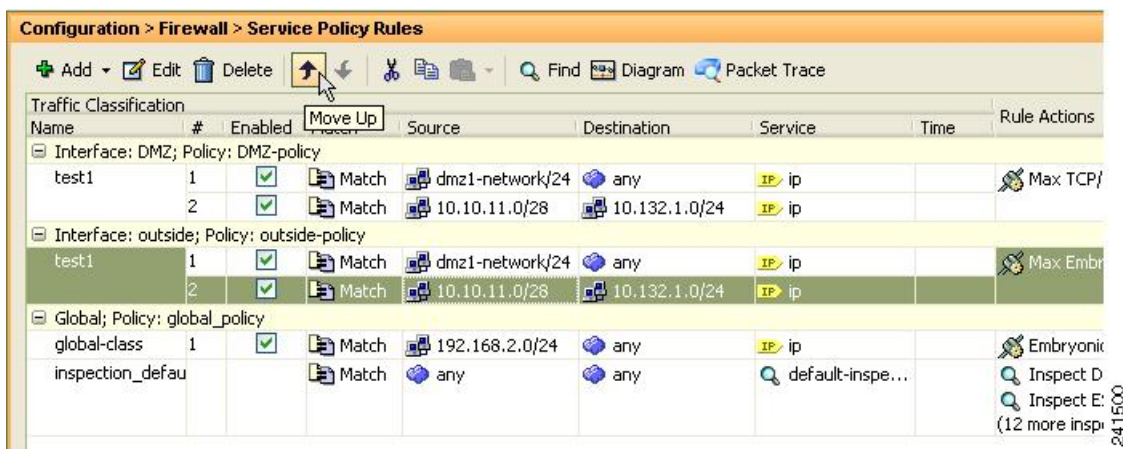 Configuration > Firewall > Service Policy Rules
Add Edit Delete Find Diagram Packet Trace
Traffic Classification
Name # Enabled Source Destination Service Time Rule Actions
Move Up
Interface: DMZ; Policy: DMZ-policy
test1 1 Match dmz1-network/24 any IP ip Max TCP/
2 Match 10.10.11.0/28 10.132.1.0/24 IP ip
Interface: outside; Policy: outside-policy
test1 1 Match dmz1-network/24 any IP ip Max Embr
2 Match 10.10.11.0/28 10.132.1.0/24 IP ip
Global; Policy: global_policy
global-class 1 Match 192.168.2.0/24 any IP ip Embryonic
inspection_defau Match any any default-inspe... Inspect D
Inspect E
(12 more insp
241500